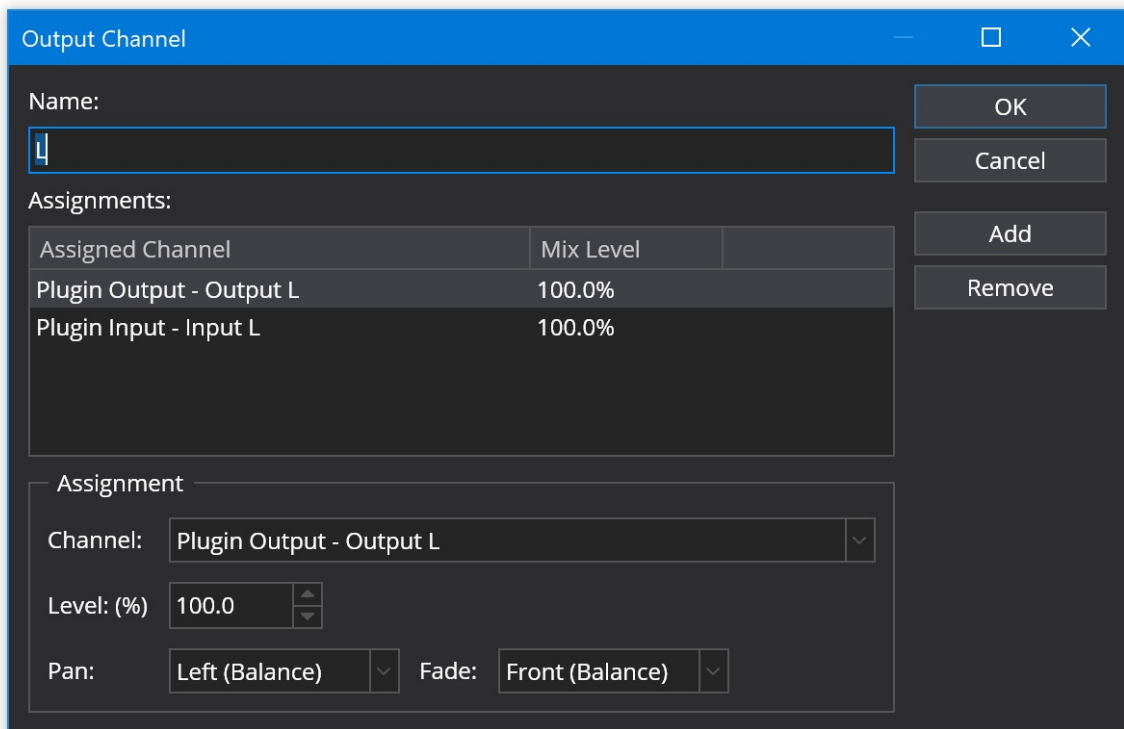 Output Channel
Name:
OK
L
Cancel
Assignments:
Assigned Channel Mix Level
Add
Plugin Output - Output L 100.0%
Remove
Plugin Input - Input L 100.0%
Assignment
Channel: Plugin Output - Output L
Level: (%) 100.0
Pan: Left (Balance) Fade: Front (Balance)